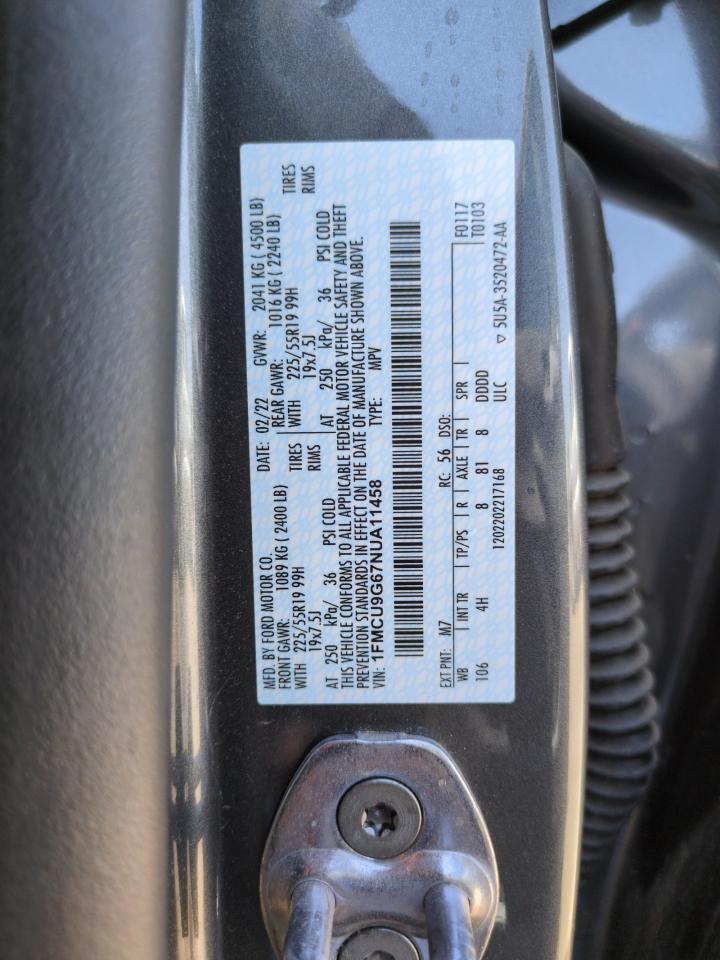 MFD. BY FORD MOTOR CO. DATE: 02/22 GVWR: 2041 KG ( 4500 LB)
FRONT GAWR: 1089 KG ( 2400 LB) REAR GAWR: 1016 KG ( 2240 LB)
WITH 225/55R19 99H TIRES WITH 225/55R19 99H TIRES
19x7.5J RIMS 19x7.5J RIMS
AT 250 kPa/ 36 PSI COLD AT 250 kPa/ 36 PSI COLD
THIS VEHICLE CONFORMS TO ALL APPLICABLE FEDERAL MOTOR VEHICLE SAFETY AND THEFT
PREVENTION STANDARDS IN EFFECT ON THE DATE OF MANUFACTURE SHOWN ABOVE.
VIN: 1FMCU9G67NUA11458 TYPE: MPV
EXT PNT: M7 RC: 56 DSO: F0117
WB INT TR TP/PS R AXLE TR SPR T0103
106 4H 8 81 8 DDDD
1202202217168 ULC ▽ 5U5A-3520472-AA